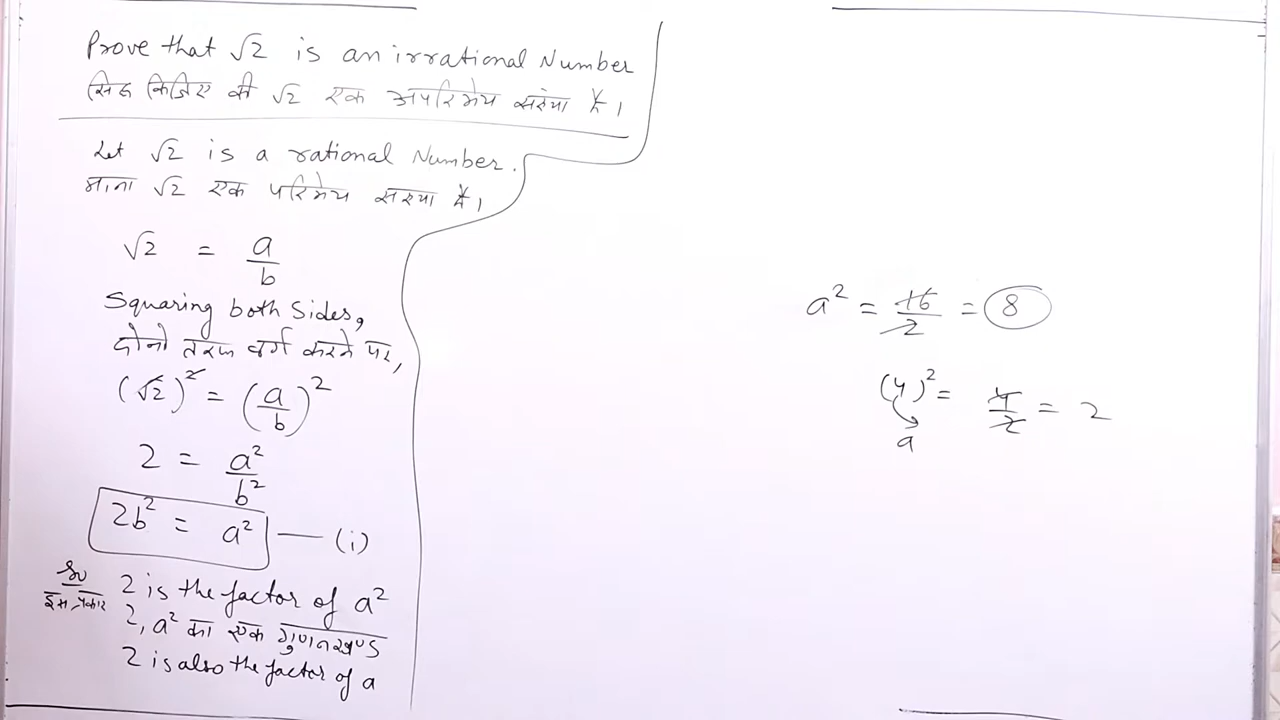 Prove that √2 is an irrational Number
सिद्ध किजिए की √2 एक अपरिमेय संख्या है।
Let √2 is a rational Number.
माना √2 एक परिमेय सख्या है।
√2 = a/b
Squaring both Sides,
दोनो तरफ वर्ग करने पर,
(√2)² = (a/b)²
2 = a²/b²
2b² = a² — (i)
So 2 is the factor of a²
इस प्रकार 2, a² का एक गुणनखण्ड
2 is also the factor of a
a² = 16/2 = 8
(4)² = 4/2 = 2
a